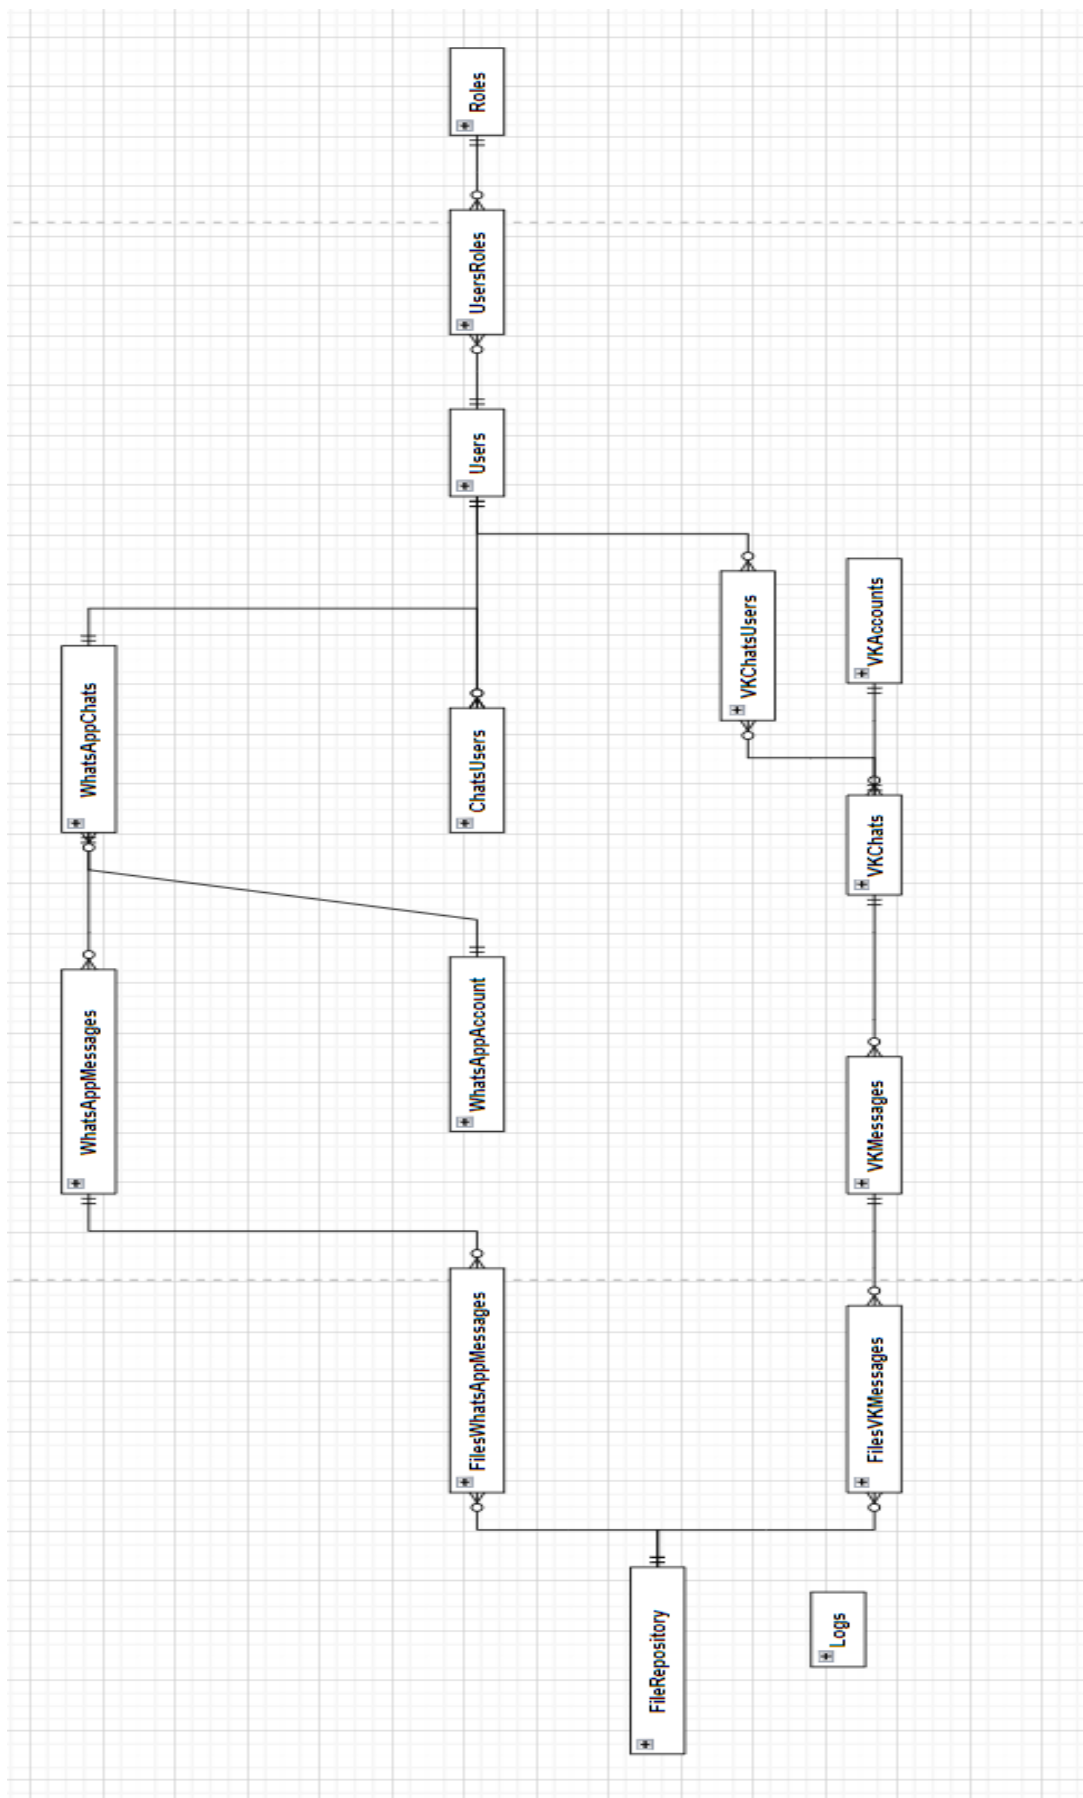 Roles
UsersRoles
Users
VKChatsUsers
VKAccounts
WhatsAppChats
ChatsUsers
VKChats
WhatsAppMessages
WhatsAppAccount
VKMessages
FilesWhatsAppMessages
FilesVKMessages
FileRepository
Logs